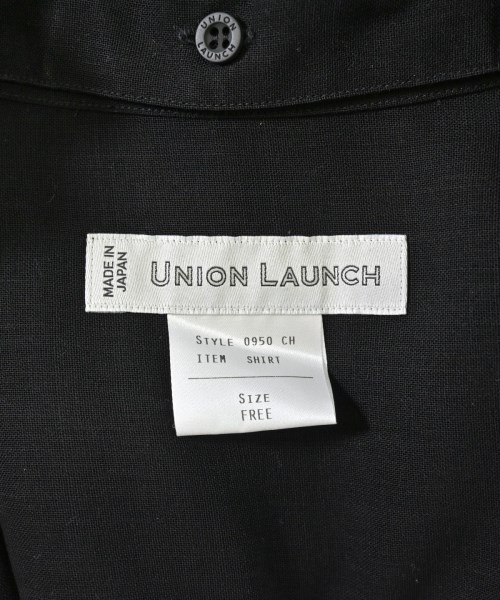 UNION
LAUNCH
MADE IN
JAPAN
UNION LAUNCH
STYLE 0950 CH
ITEM SHIRT
SIZE
FREE